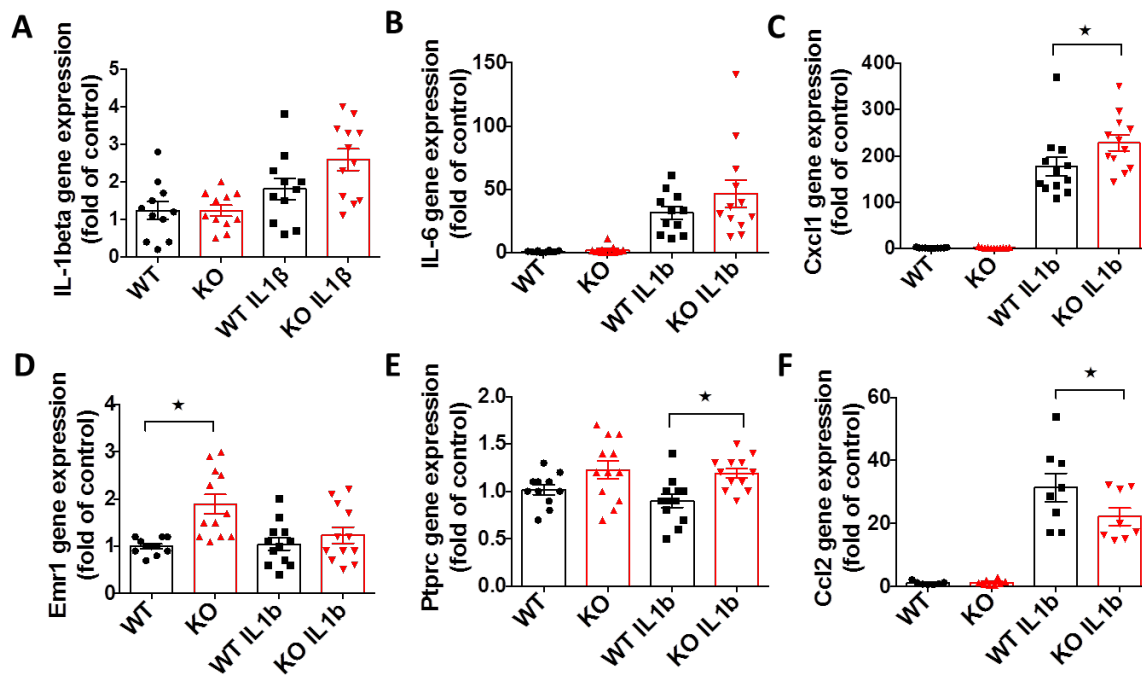 A
IL-1beta gene expression
(fold of control)
5
4
3
2
1
0
WT
KO
WT IL1β
KO IL1β
B
IL-6 gene expression
(fold of control)
150
100
50
0
WT
KO
WT IL1b
KO IL1b
C
Cxcl1 gene expression
(fold of control)
400
300
200
100
0
★
WT
KO
WT IL1b
KO IL1b
D
Emr1 gene expression
(fold of control)
4
3
2
1
0
★
WT
KO
WT IL1b
KO IL1b
E
Ptprc gene expression
(fold of control)
2.0
1.5
1.0
0.5
0.0
★
WT
KO
WT IL1b
KO IL1b
F
Ccl2 gene expression
(fold of control)
60
40
20
0
★
WT
KO
WT IL1b
KO IL1b